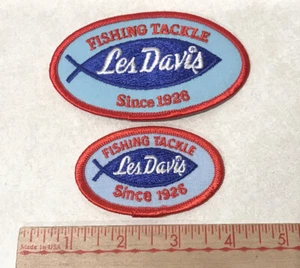 FISHING TACKLE
Les Davis
Since 1926
FISHING TACKLE
Les Davis
Since 1926
1 2 3 4 5
Made in USA